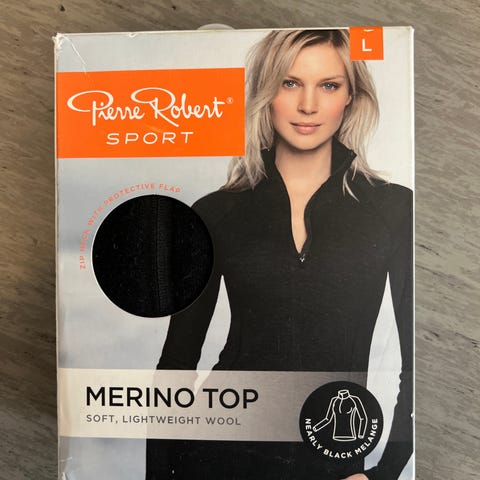 L
Pierre Robert®
SPORT
ZIP NECK WITH PROTECTIVE FLAP
MERINO TOP
SOFT, LIGHTWEIGHT WOOL
NEARLY BLACK MELANGE